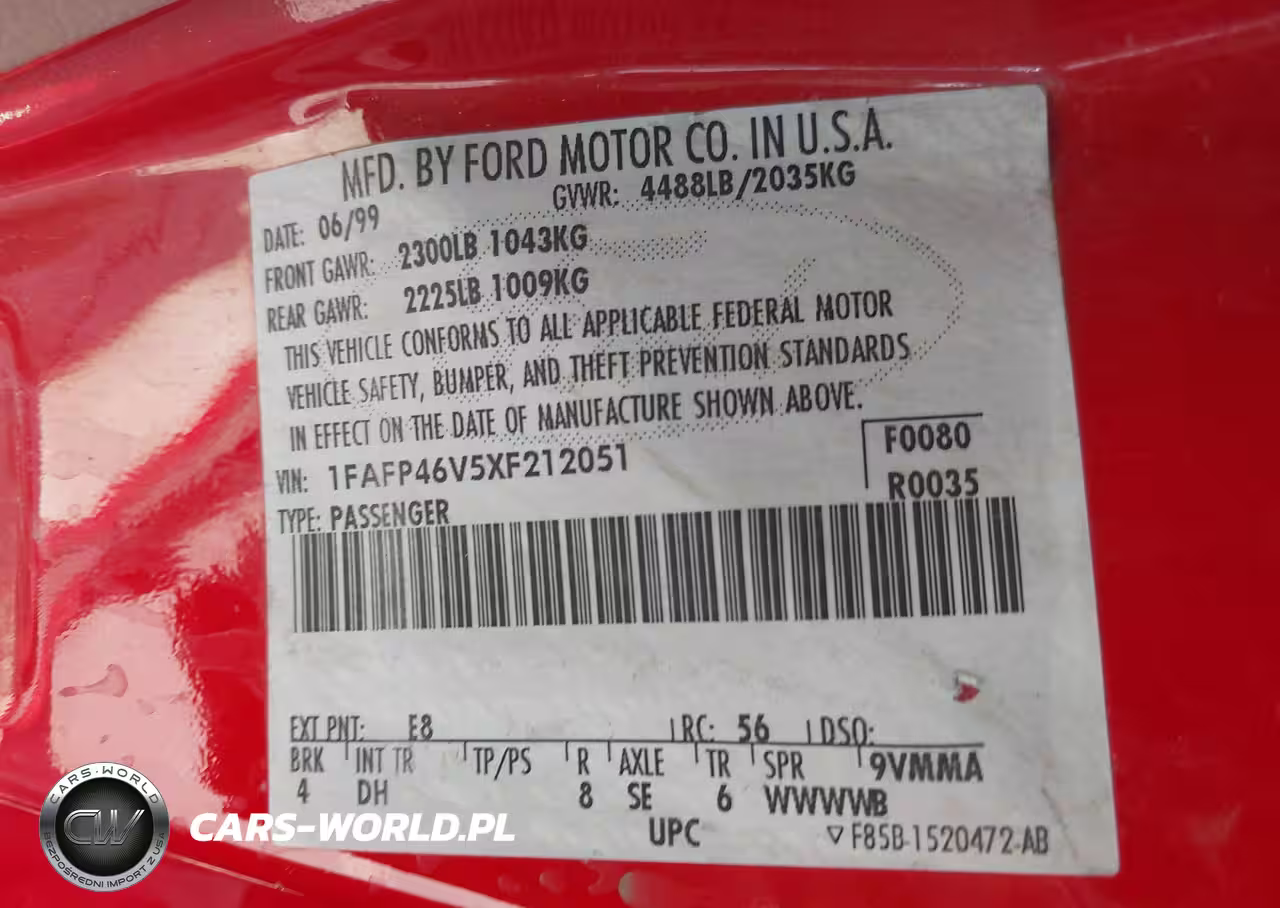 MFD. BY FORD MOTOR CO. IN U.S.A.
DATE: 06/99 GVWR: 4488LB/2035KG
FRONT GAWR: 2300LB 1043KG
REAR GAWR: 2225LB 1009KG
THIS VEHICLE CONFORMS TO ALL APPLICABLE FEDERAL MOTOR
VEHICLE SAFETY, BUMPER, AND THEFT PREVENTION STANDARDS
IN EFFECT ON THE DATE OF MANUFACTURE SHOWN ABOVE.
VIN: 1FAFP46V5XF212051 F0080
TYPE: PASSENGER R0035
EXT PNT: E8 RC: 56 DSO:
BRK INT TR TP/PS R AXLE TR SPR 9VMMA
4 DH 8 SE 6 WWWWB
UPC ▽ F85B-1520472-AB
CARS-WORLD
CW
BEZPOŚREDNI IMPORT Z USA
CARS-WORLD.PL